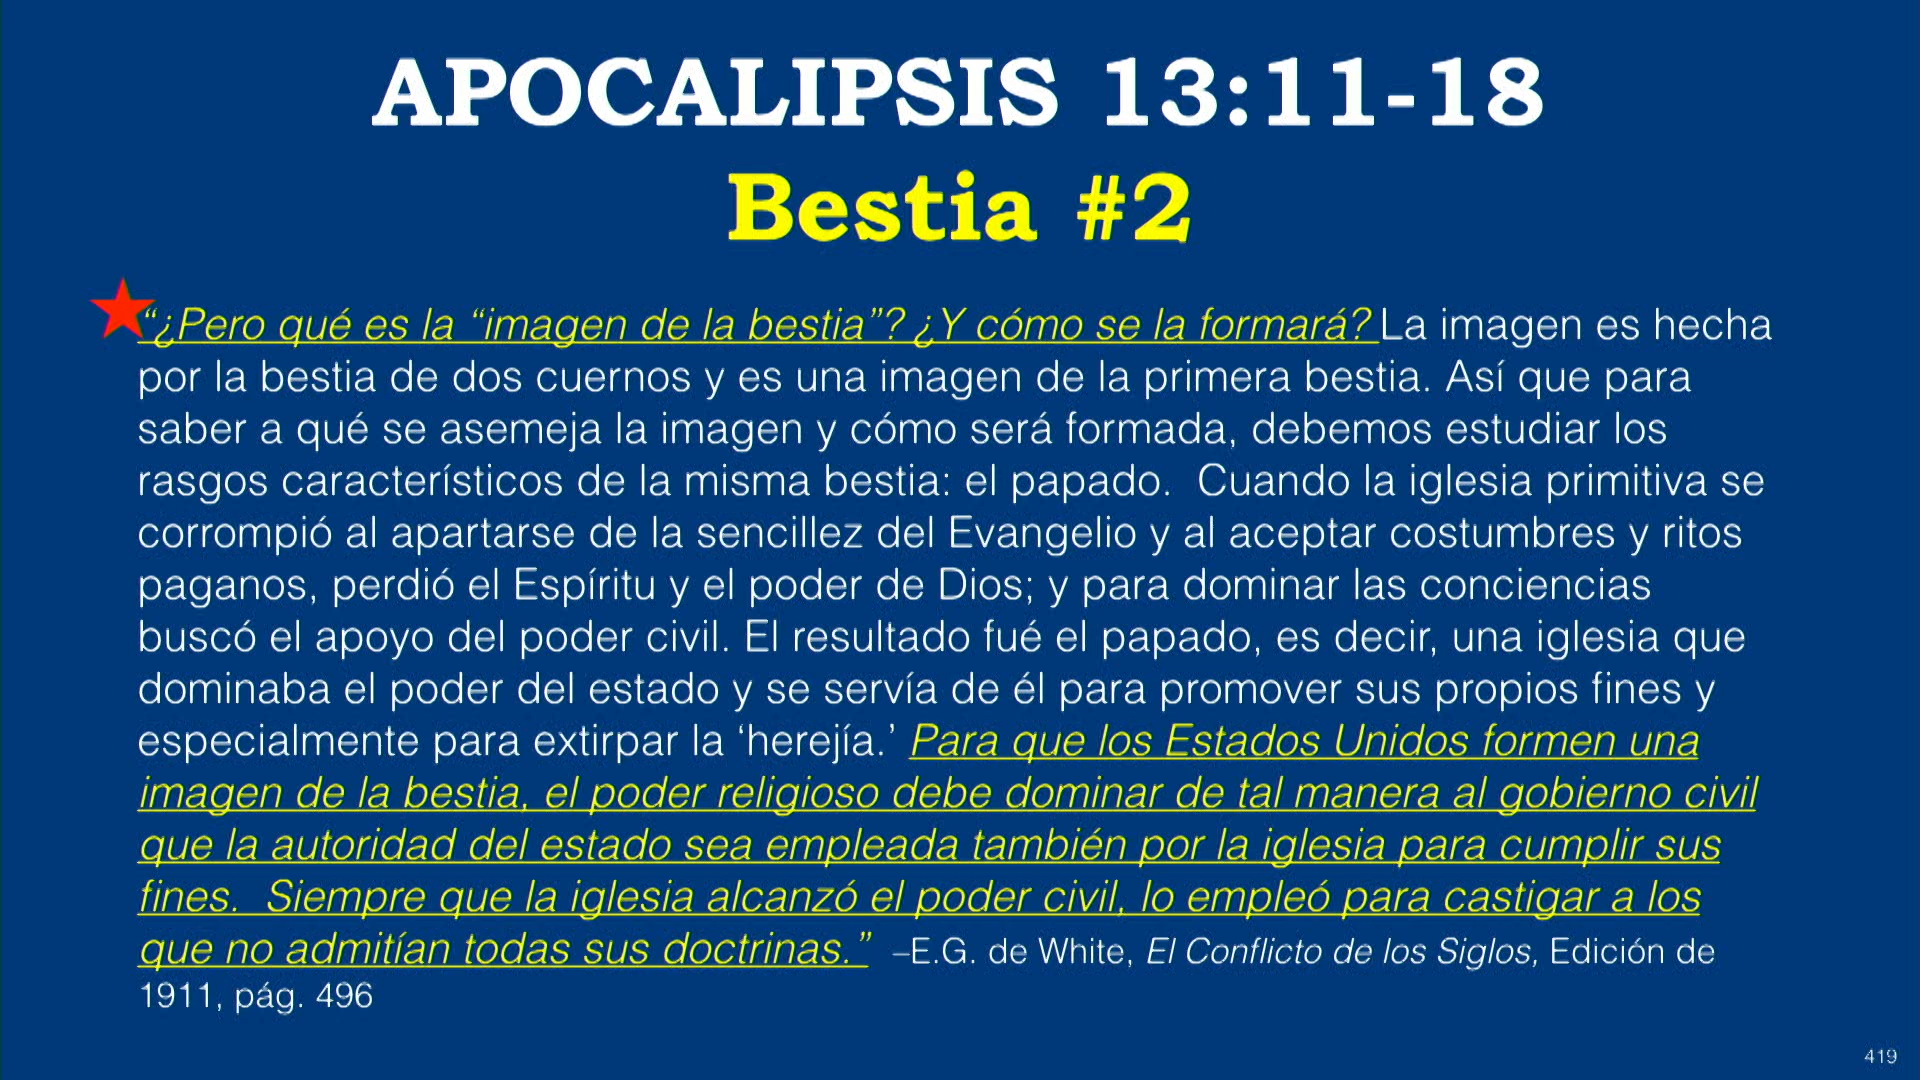 APOCALIPSIS 13:11-18
Bestia #2
“¿Pero qué es la “imagen de la bestia”? ¿Y cómo se la formará? La imagen es hecha
por la bestia de dos cuernos y es una imagen de la primera bestia. Así que para
saber a qué se asemeja la imagen y cómo será formada, debemos estudiar los
rasgos característicos de la misma bestia: el papado.  Cuando la iglesia primitiva se
corrompió al apartarse de la sencillez del Evangelio y al aceptar costumbres y ritos
paganos, perdió el Espíritu y el poder de Dios; y para dominar las conciencias
buscó el apoyo del poder civil. El resultado fué el papado, es decir, una iglesia que
dominaba el poder del estado y se servía de él para promover sus propios fines y
especialmente para extirpar la ‘herejía.’ Para que los Estados Unidos formen una
imagen de la bestia, el poder religioso debe dominar de tal manera al gobierno civil
que la autoridad del estado sea empleada también por la iglesia para cumplir sus
fines.  Siempre que la iglesia alcanzó el poder civil, lo empleó para castigar a los
que no admitían todas sus doctrinas.”  –E.G. de White, El Conflicto de los Siglos, Edición de
1911, pág. 496
419